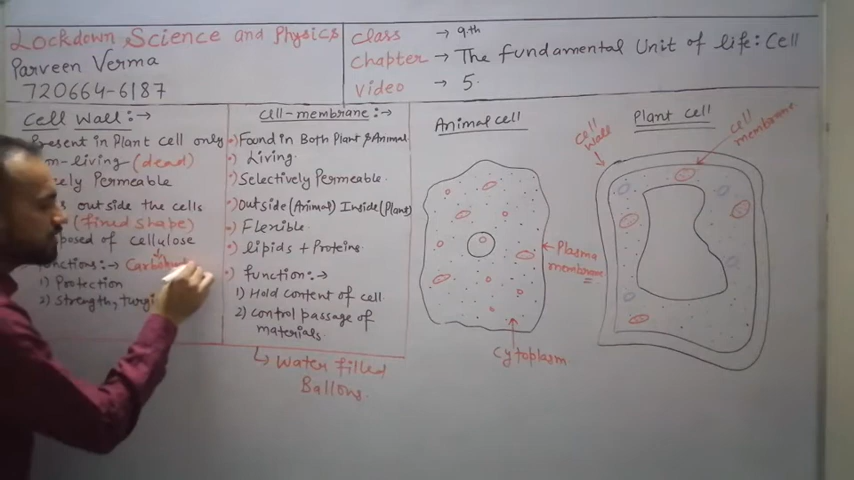 Lockdown Science and Physics
Parveen Verma
720664-6187
Class → 9th
Chapter → The Fundamental Unit of life: Cell
Video → 5.
Cell Wall:→
Present in Plant cell only
(dead)
Permeable
outside the cells
(fixed shape)
cellulose
:→
1) Protection
2) Strength,
Cell-membrane:→
•) Found in Both Plant & Animal
•) Living.
•) Selectively Permeable.
•) Outside (Animal) Inside (Plant)
•) Flexible
•) lipids + Proteins.
•) function:→
1) Hold content of cell
2) control passage of
materials.
↳ Water filled
Ballons.
Animal cell
Plasma
membrane
Cytoplasm
Plant cell
cell
wall
cell
membrane